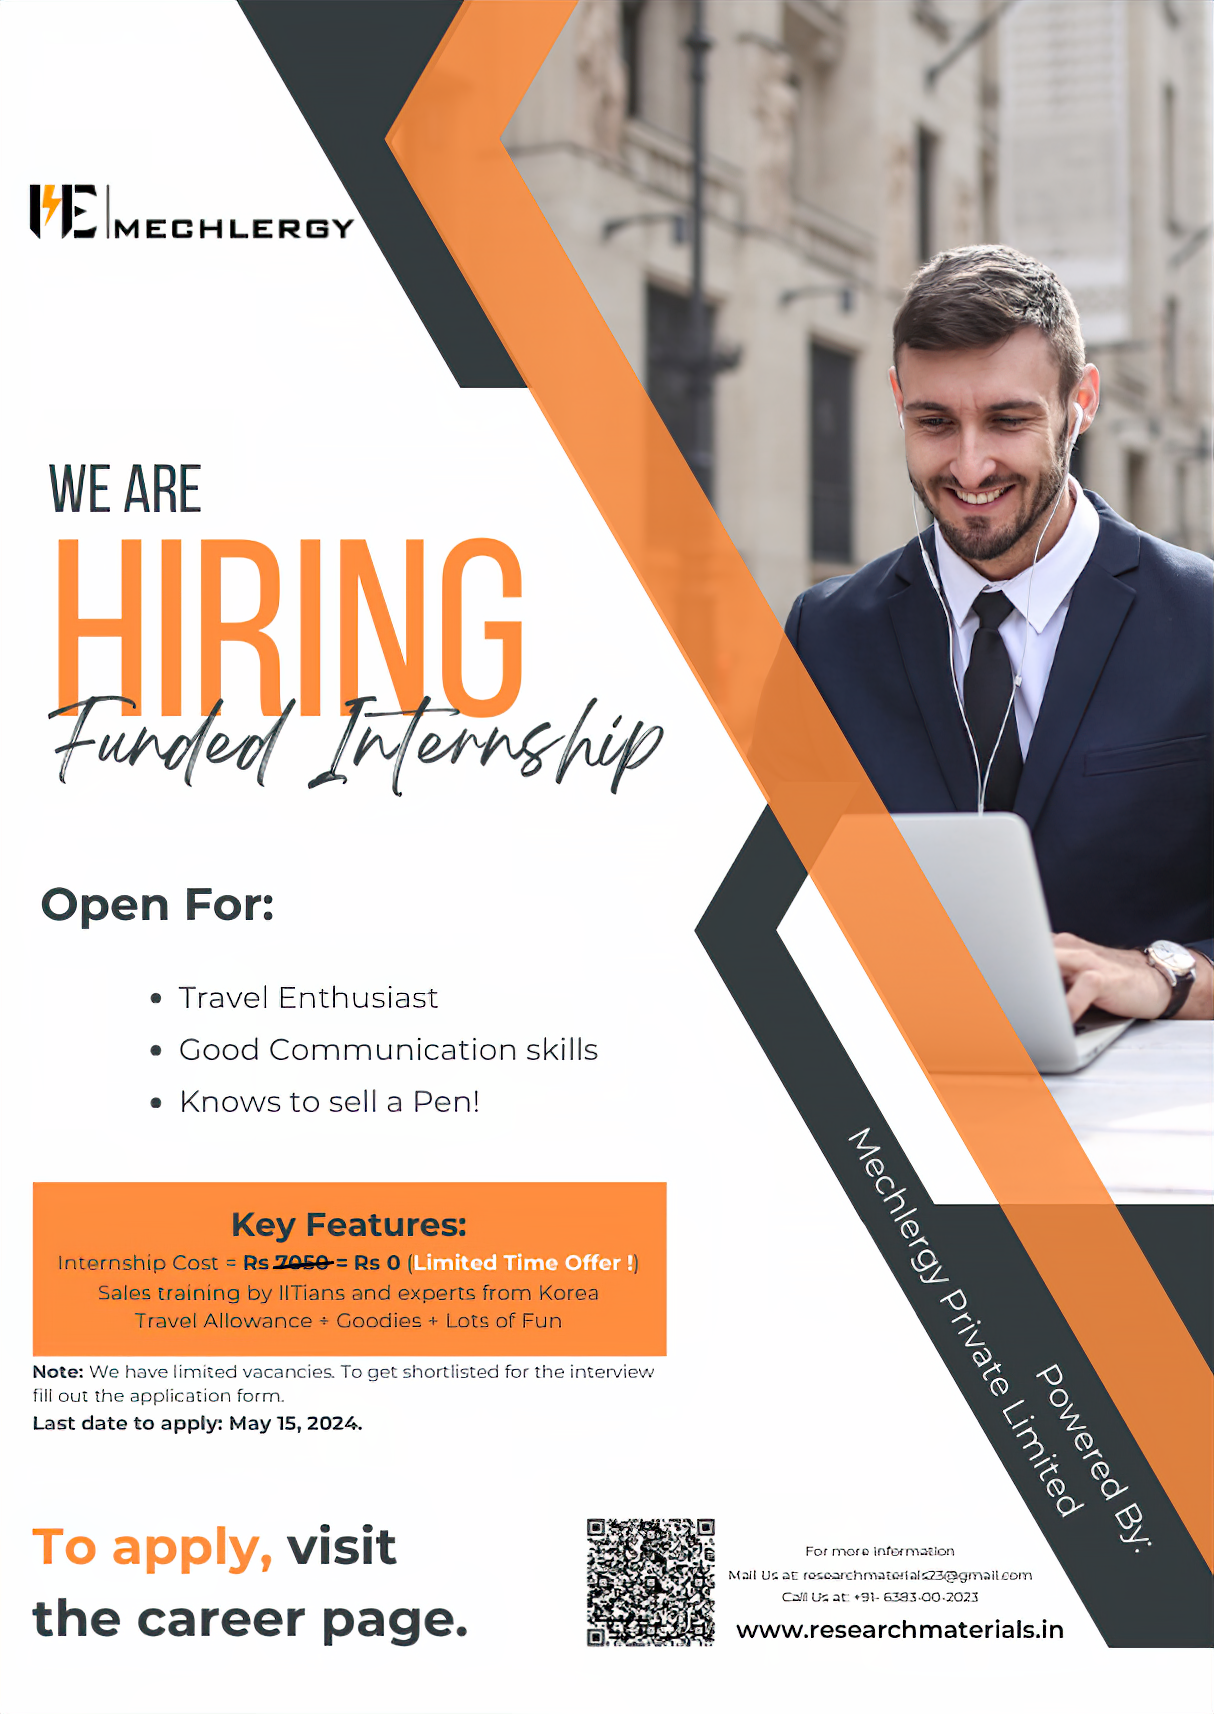 MECHLERGY
WE ARE
HIRING
Funded Internship
Open For:
• Travel Enthusiast
• Good Communication skills
• Knows to sell a Pen!
Key Features:
Internship Cost = Rs 7050 = Rs 0 (Limited Time Offer !)
Sales training by IITians and experts from Korea
Travel Allowance + Goodies + Lots of Fun
Note: We have limited vacancies. To get shortlisted for the interview
fill out the application form.
Last date to apply: May 15, 2024.
To apply, visit
the career page.
For more information
Mail Us at: researchmaterials23@gmail.com
Call Us at: +91- 6383-00-2023
www.researchmaterials.in
Powered By:
Mechlergy Private Limited